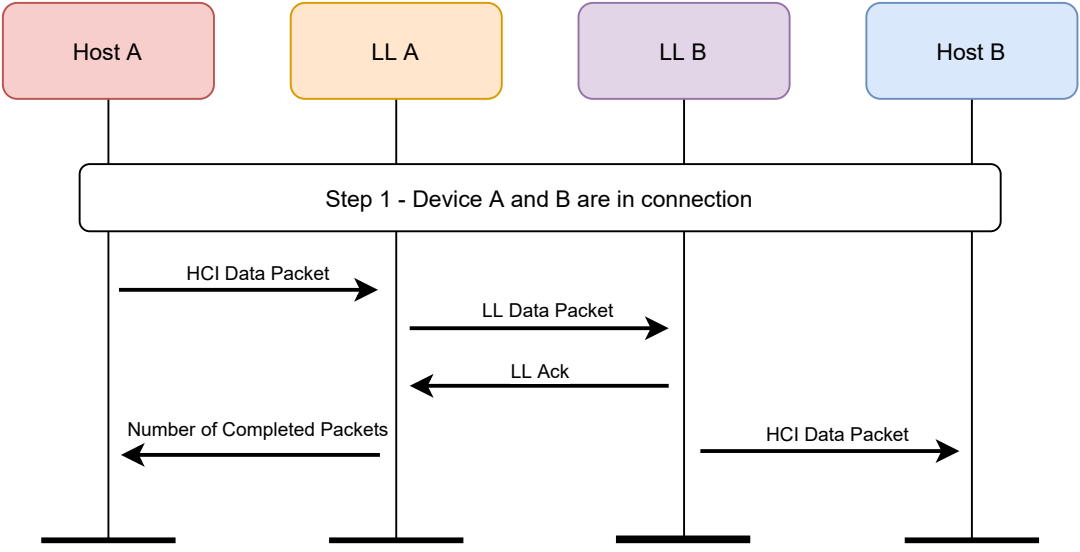 Host A
LL A
LL B
Host B
Step 1 - Device A and B are in connection
HCI Data Packet
LL Data Packet
LL Ack
Number of Completed Packets
HCI Data Packet